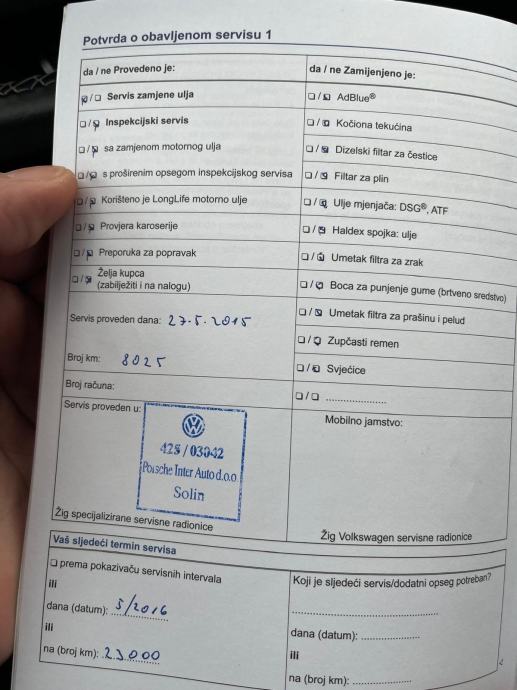 Potvrda o obavljenom servisu 1
da / ne Provedeno je:
❏ / ❏ Servis zamjene ulja
❏ / ❏ Inspekcijski servis
❏ / ❏ sa zamjenom motornog ulja
❏ / ❏ s proširenim opsegom inspekcijskog servisa
❏ / ❏ Korišteno je LongLife motorno ulje
❏ / ❏ Provjera karoserije
❏ / ❏ Preporuka za popravak
❏ / ❏ Želja kupca
(zabilježiti i na nalogu)
Servis proveden dana: 27.5.2015
Broj km: 8025
Broj računa:
Servis proveden u:
425 / 03042
Porsche Inter Auto d.o.o.
Solin
Žig specijalizirane servisne radionice
da / ne Zamijenjeno je:
❏ / ❏ AdBlue®
❏ / ❏ Kočiona tekućina
❏ / ❏ Dizelski filtar za čestice
❏ / ❏ Filtar za plin
❏ / ❏ Ulje mjenjača: DSG®, ATF
❏ / ❏ Haldex spojka: ulje
❏ / ❏ Umetak filtra za zrak
❏ / ❏ Boca za punjenje gume (brtveno sredstvo)
❏ / ❏ Umetak filtra za prašinu i pelud
❏ / ❏ Zupčasti remen
❏ / ❏ Svjećice
❏ / ❏ ....................
Mobilno jamstvo:
Žig Volkswagen servisne radionice
Vaš sljedeći termin servisa
❏ prema pokazivaču servisnih intervala
ili
dana (datum): 5/2016
ili
na (broj km): 23000
Koji je sljedeći servis/dodatni opseg potreban?
..................................................
dana (datum): ....................
ili
na (broj km): ....................